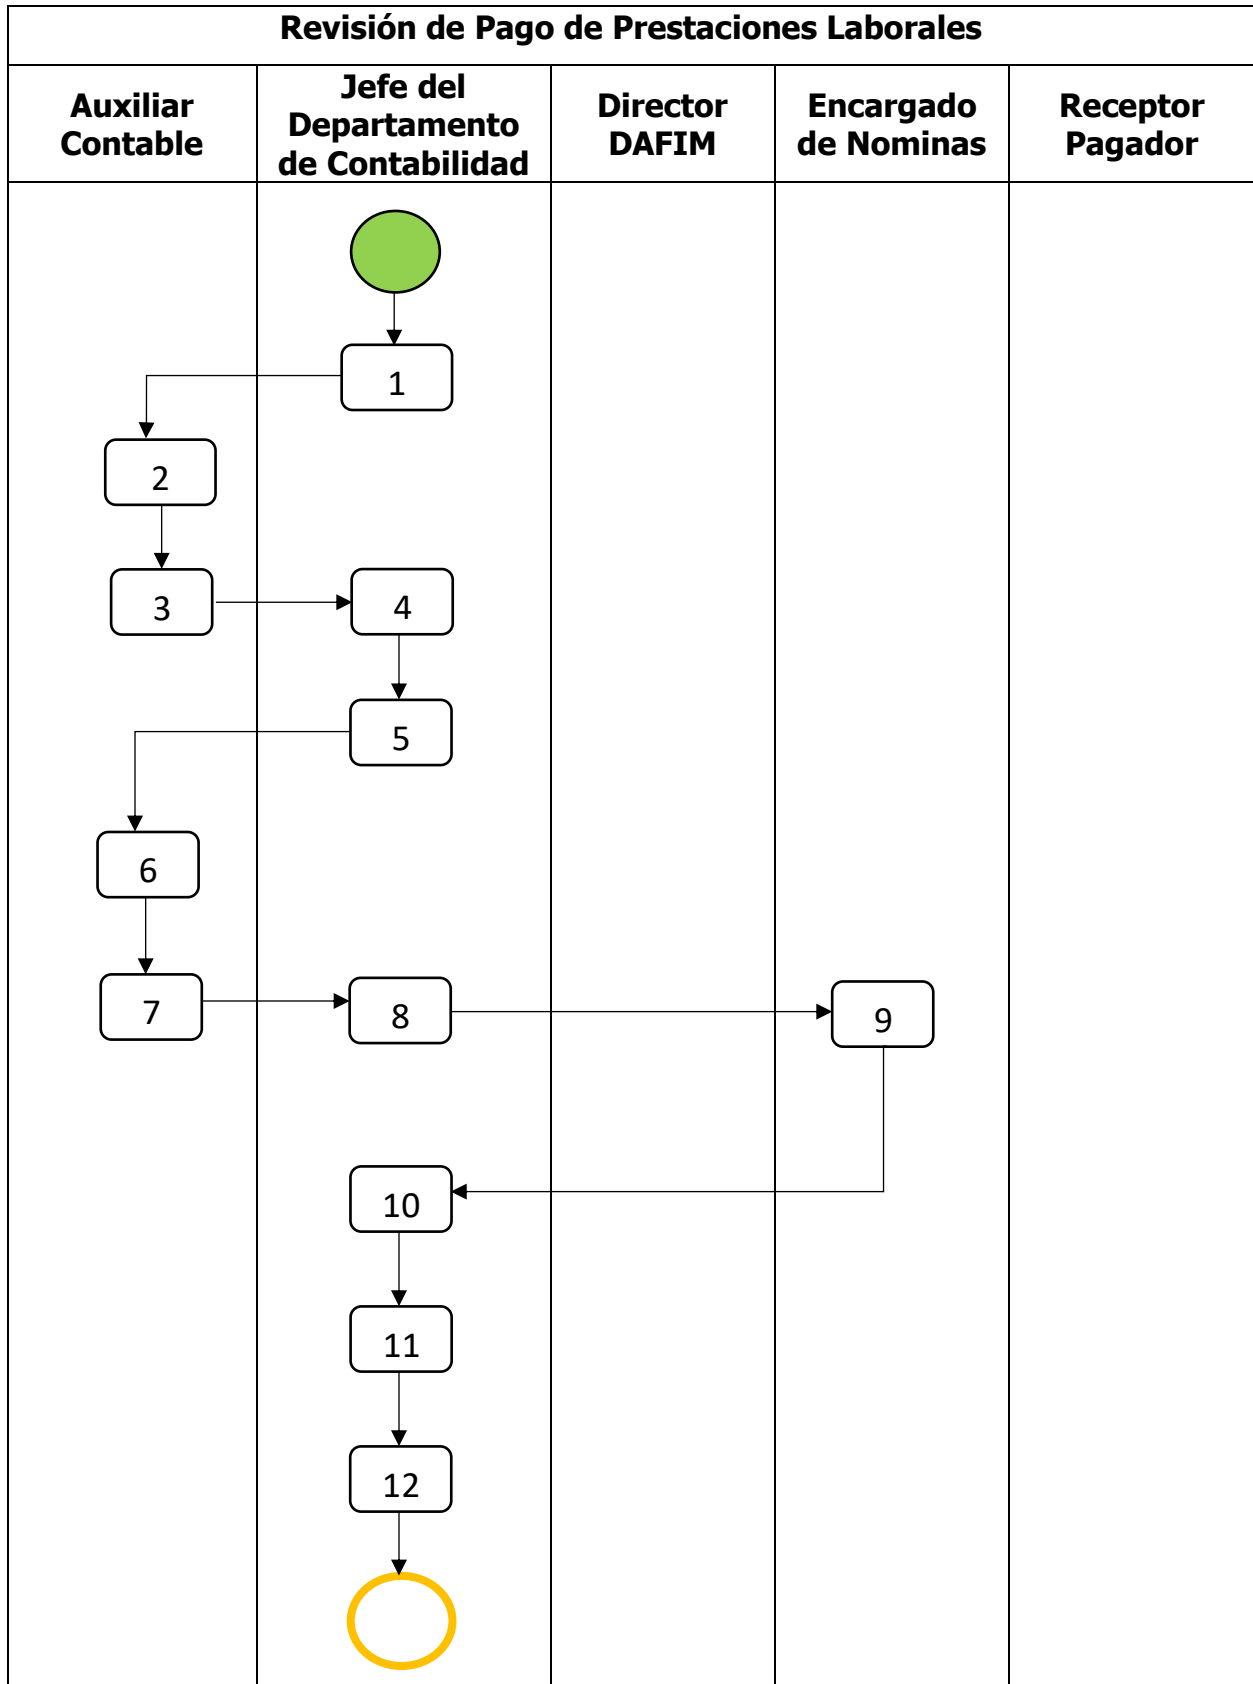 Revisión de Pago de Prestaciones Laborales
Auxiliar
Contable
Jefe del
Departamento
de Contabilidad
Director
DAFIM
Encargado
de Nominas
Receptor
Pagador
1
2
3
4
5
6
7
8
9
10
11
12